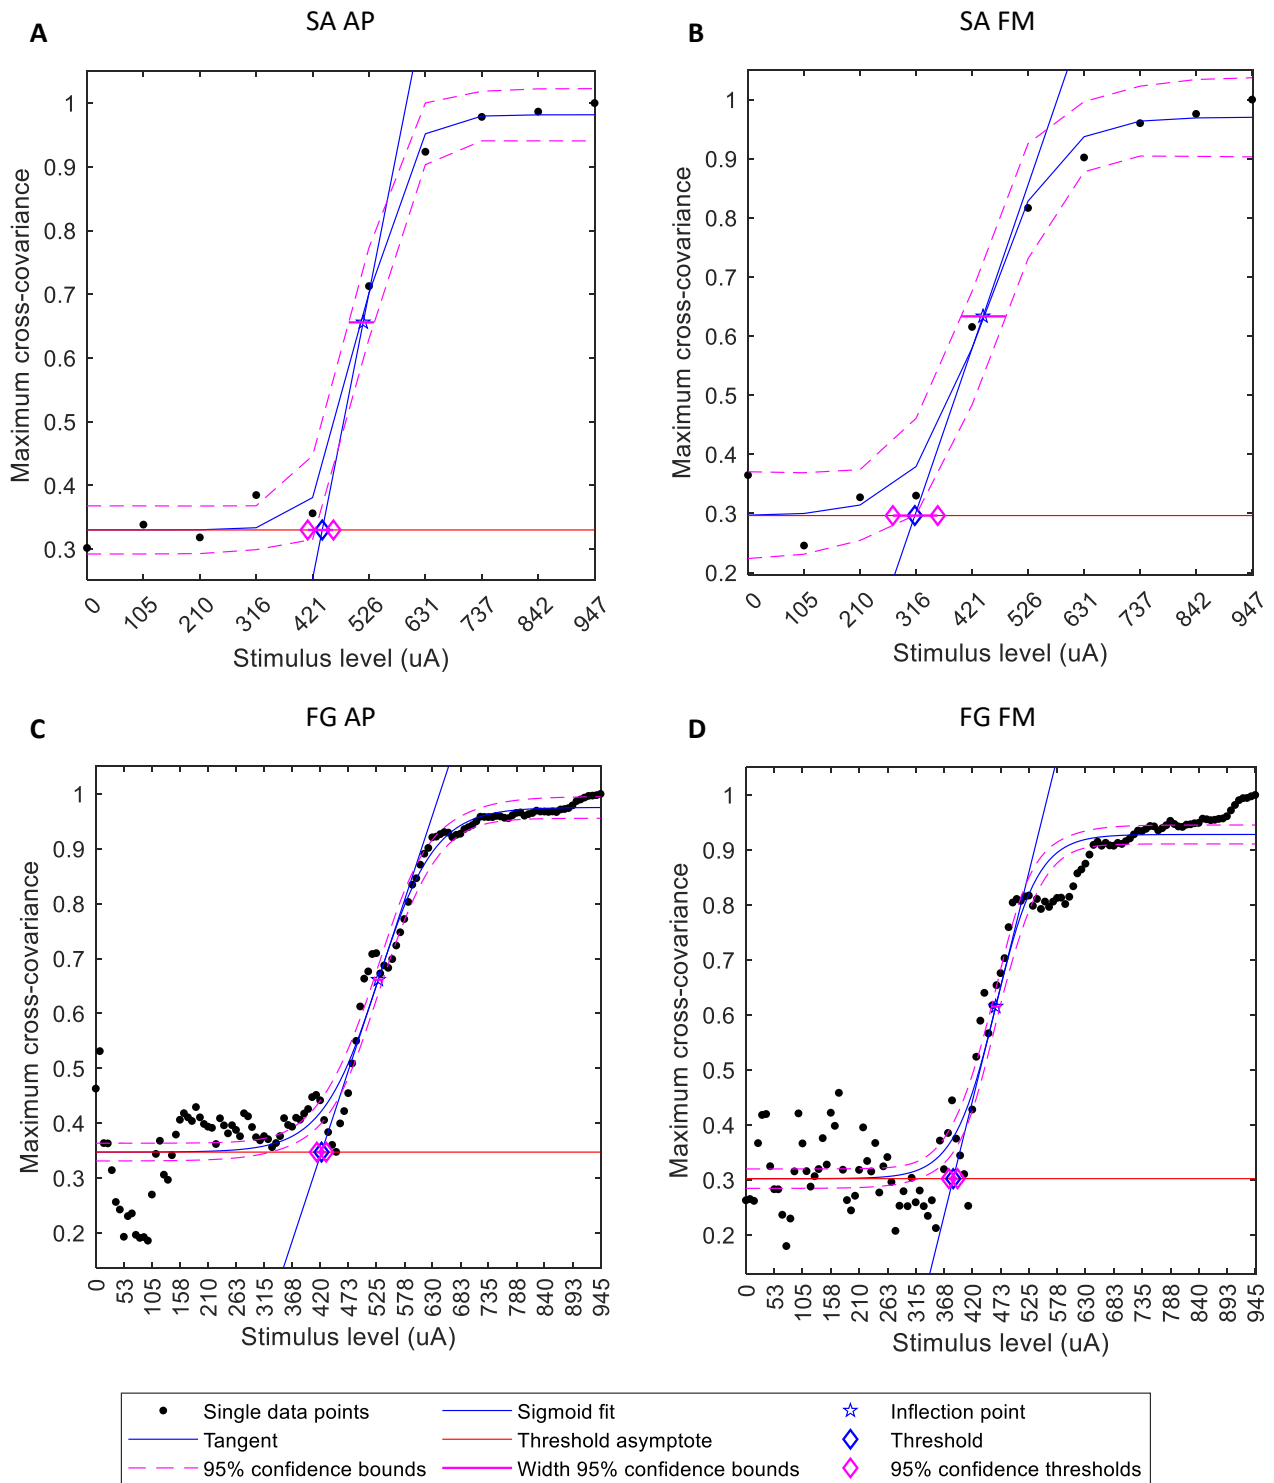 A
SA AP
Maximum cross-covariance
1
0.9
0.8
0.7
0.6
0.5
0.4
0.3
0 105 210 316 421 526 631 737 842 947
Stimulus level (uA)
B
SA FM
Maximum cross-covariance
1
0.9
0.8
0.7
0.6
0.5
0.4
0.3
0.2
0 105 210 316 421 526 631 737 842 947
Stimulus level (uA)
C
FG AP
Maximum cross-covariance
1
0.9
0.8
0.7
0.6
0.5
0.4
0.3
0.2
0 53 105 158 210 263 315 368 420 473 525 578 630 683 735 788 840 893 945
Stimulus level (uA)
D
FG FM
Maximum cross-covariance
1
0.9
0.8
0.7
0.6
0.5
0.4
0.3
0.2
0 53 105 158 210 263 315 368 420 473 525 578 630 683 735 788 840 893 945
Stimulus level (uA)
Single data points Sigmoid fit Inflection point
Tangent Threshold asymptote Threshold
95% confidence bounds Width 95% confidence bounds 95% confidence thresholds